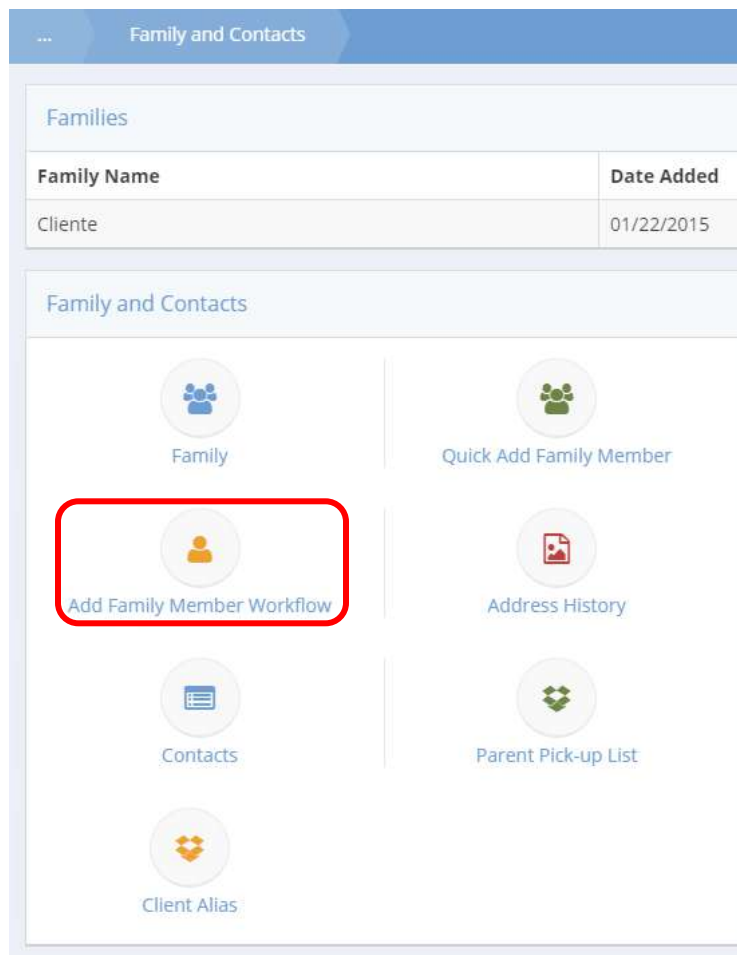 ... Family and Contacts
Families
Family Name Date Added
Cliente 01/22/2015
Family and Contacts
Family Quick Add Family Member
Add Family Member Workflow Address History
Contacts Parent Pick-up List
Client Alias